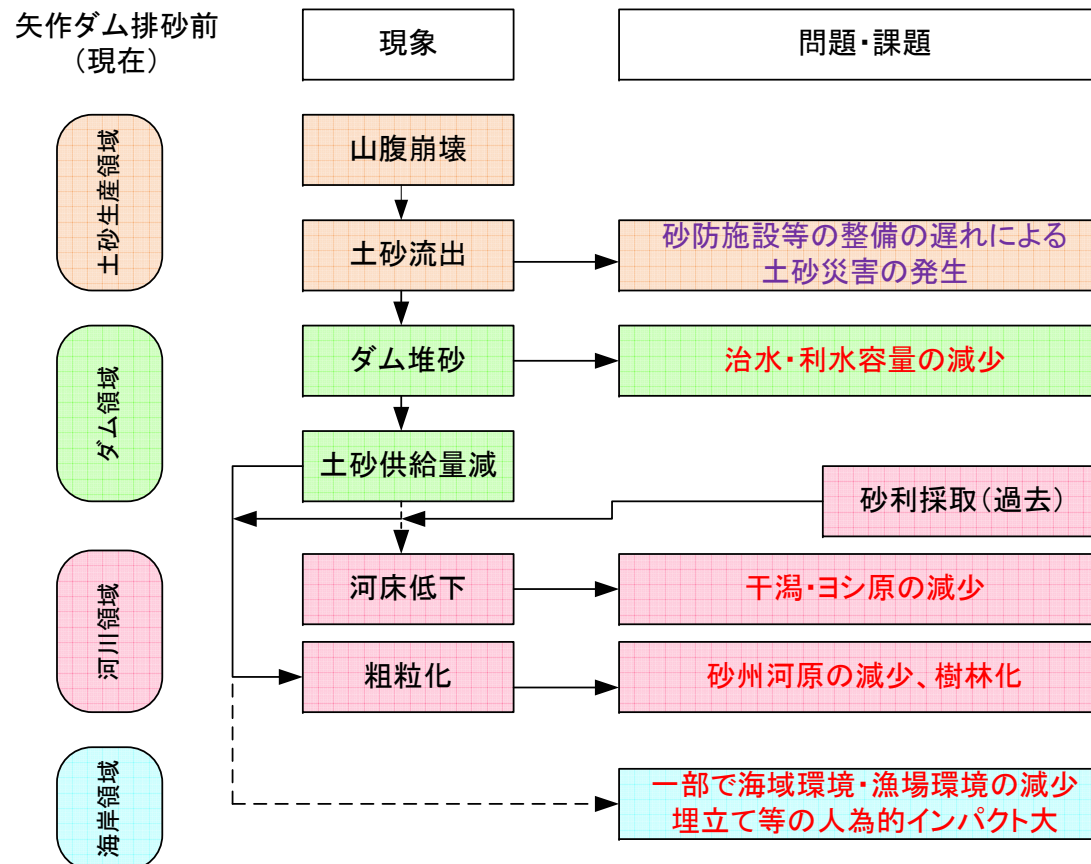 矢作ダム排砂前
（現在）
現象
問題・課題
土砂生産領域
山腹崩壊
土砂流出
砂防施設等の整備の遅れによる
土砂災害の発生
ダム領域
ダム堆砂
治水・利水容量の減少
土砂供給量減
砂利採取（過去）
河川領域
河床低下
干潟・ヨシ原の減少
粗粒化
砂州河原の減少、樹林化
海岸領域
一部で海域環境・漁場環境の減少
埋立て等の人為的インパクト大